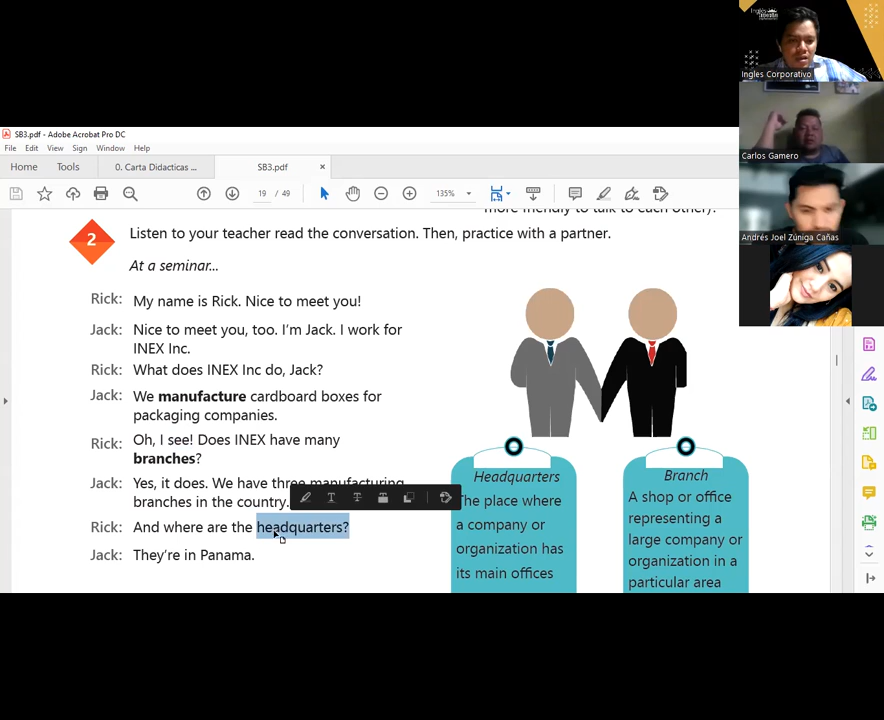 SB3.pdf - Adobe Acrobat Pro DC
File Edit View Sign Window Help
Home Tools 0. Carta Didacticas ... SB3.pdf ×
19 / 49 135%
2
Listen to your teacher read the conversation. Then, practice with a partner.
At a seminar...
Rick: My name is Rick. Nice to meet you!
Jack: Nice to meet you, too. I'm Jack. I work for
INEX Inc.
Rick: What does INEX Inc do, Jack?
Jack: We manufacture cardboard boxes for
packaging companies.
Rick: Oh, I see! Does INEX have many
branches?
Jack: Yes, it does. We have three manufacturing
branches in the country.
Rick: And where are the headquarters?
Jack: They're in Panama.
Headquarters
The place where
a company or
organization has
its main offices
Branch
A shop or office
representing a
large company or
organization in a
particular area
Ingles Corporativo
Carlos Gamero
Andrés Joel Zúniga Cañas